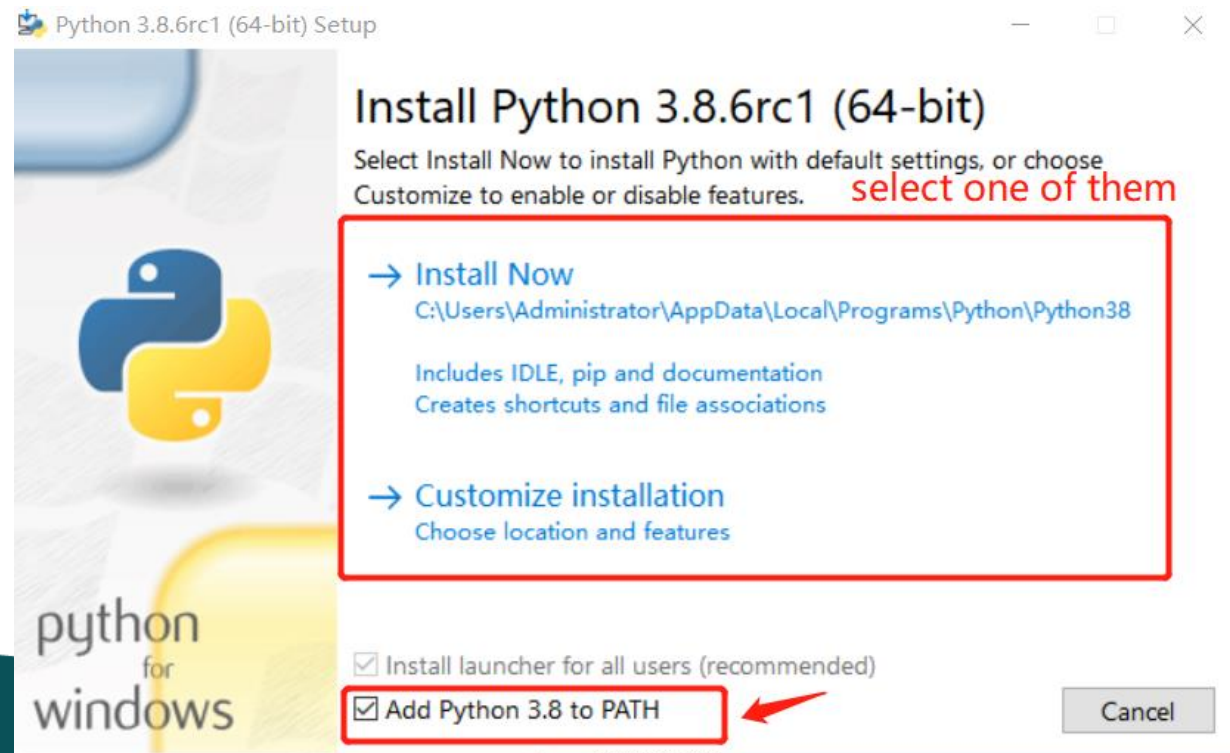 Python 3.8.6rc1 (64-bit) Setup
Install Python 3.8.6rc1 (64-bit)
Select Install Now to install Python with default settings, or choose
Customize to enable or disable features.
select one of them
Install Now
C:\Users\Administrator\AppData\Local\Programs\Python\Python38
Includes IDLE, pip and documentation
Creates shortcuts and file associations
Customize installation
Choose location and features
python
for
windows
Install launcher for all users (recommended)
Add Python 3.8 to PATH
Cancel